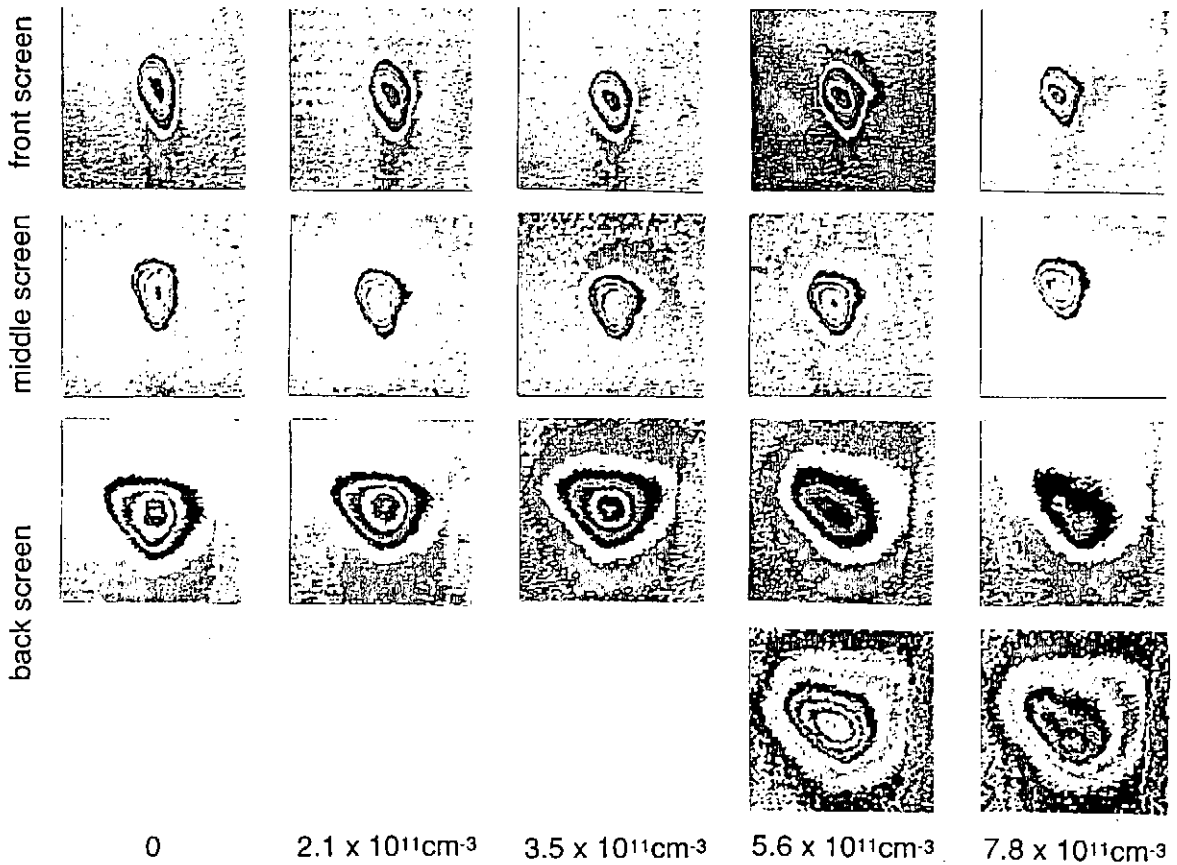 front screen
middle screen
back screen
0
2.1 x 10¹¹cm⁻³
3.5 x 10¹¹cm⁻³
5.6 x 10¹¹cm⁻³
7.8 x 10¹¹cm⁻³